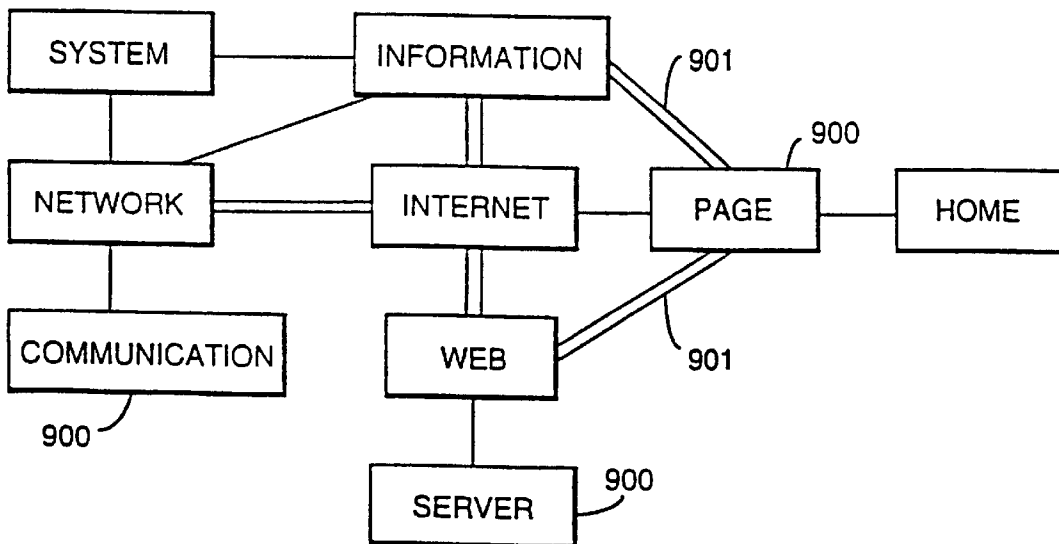 SYSTEM
INFORMATION
901
900
NETWORK
INTERNET
PAGE
HOME
COMMUNICATION
WEB
901
900
SERVER
900